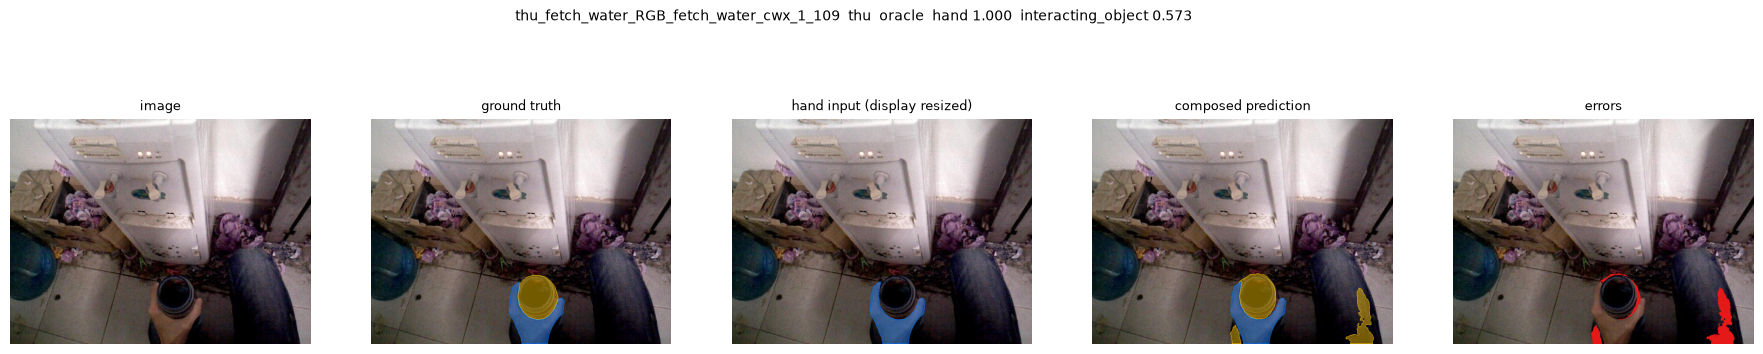 thu_fetch_water_RGB_fetch_water_cwx_1_109  thu  oracle  hand 1.000  interacting_object 0.573
image
ground truth
hand input (display resized)
composed prediction
errors